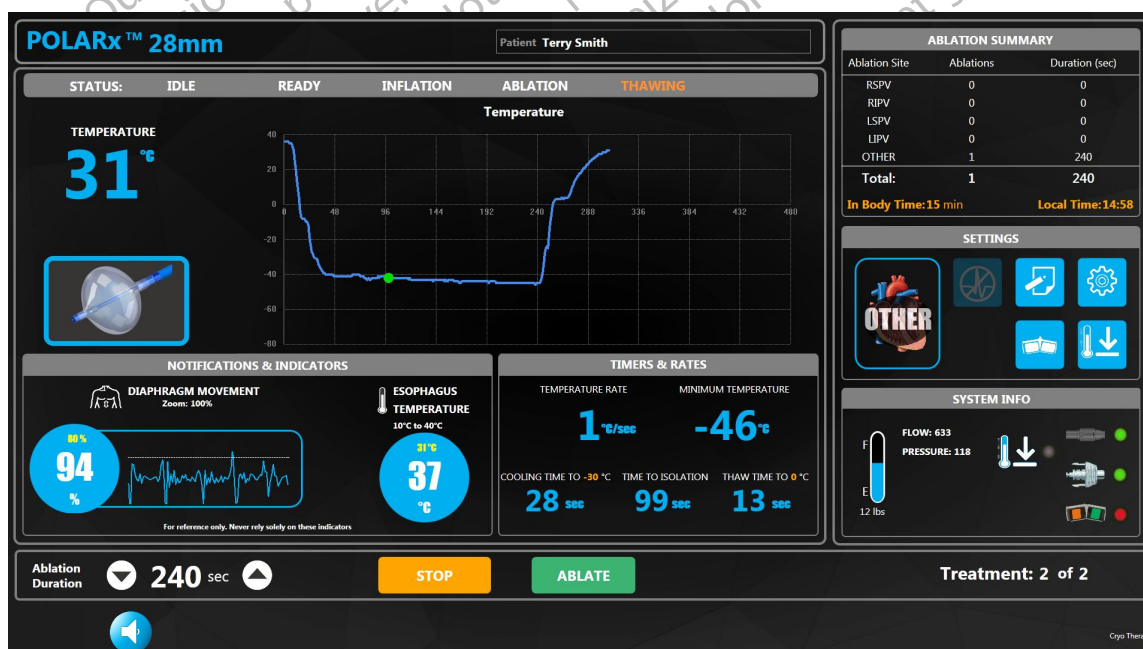 POLARx™ 28mm
Patient Terry Smith
STATUS: IDLE READY INFLATION ABLATION THAWING
TEMPERATURE
31 °C
Temperature
40
20
0
-20
-40
-60
-80
0 48 96 144 192 240 288 336 384 432 480
NOTIFICATIONS & INDICATORS
DIAPHRAGM MOVEMENT
Zoom: 100%
80 %
94
%
ESOPHAGUS
TEMPERATURE
10°C to 40°C
31 °C
37
°C
For reference only. Never rely solely on these indicators
TIMERS & RATES
TEMPERATURE RATE MINIMUM TEMPERATURE
1 °C/sec -46 °C
COOLING TIME TO -30 °C TIME TO ISOLATION THAW TIME TO 0 °C
28 sec 99 sec 13 sec
ABLATION SUMMARY
Ablation Site Ablations Duration (sec)
RSPV 0 0
RIPV 0 0
LSPV 0 0
LIPV 0 0
OTHER 1 240
Total: 1 240
In Body Time:15 min Local Time:14:58
SETTINGS
OTHER
SYSTEM INFO
F
E
12 lbs
FLOW: 633
PRESSURE: 118
Ablation
Duration
240 sec
STOP
ABLATE
Treatment: 2 of 2
Cryo Thera